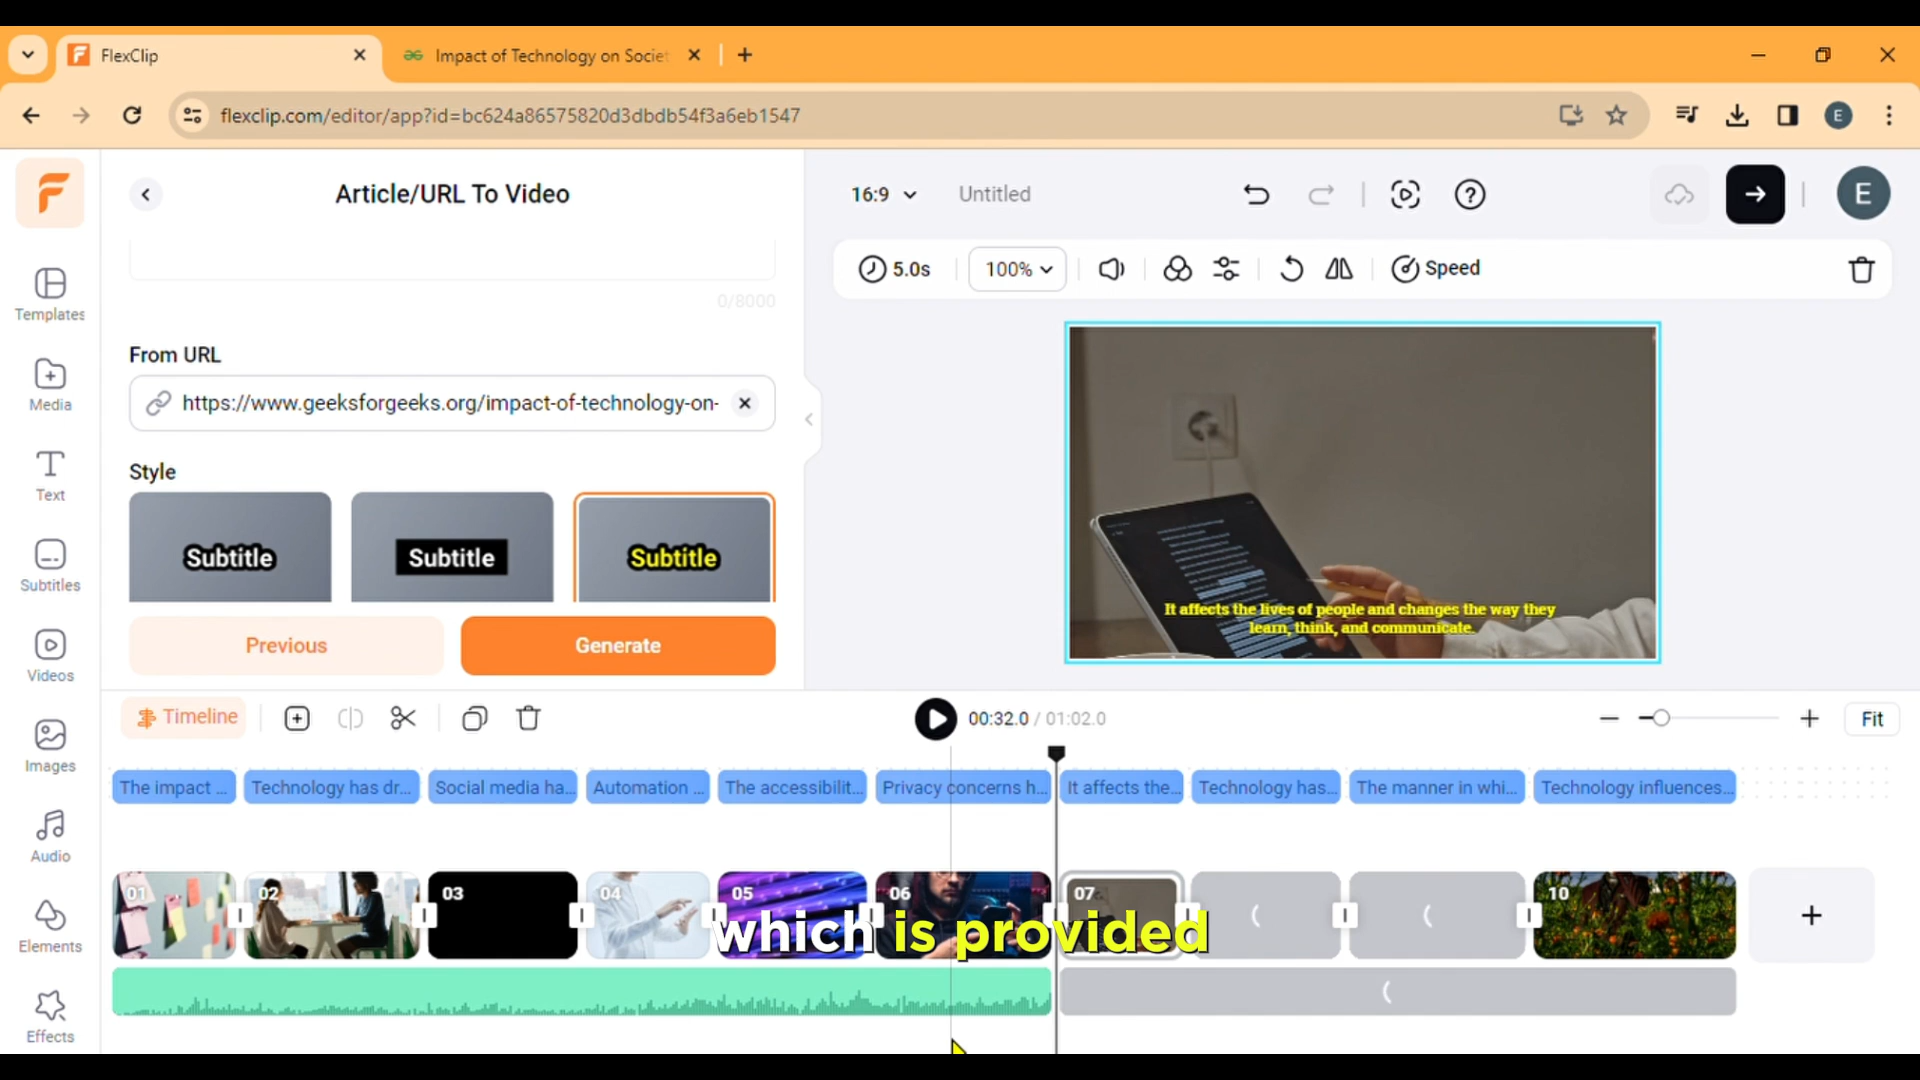 FlexClip
Impact of Technology on Societ
flexclip.com/editor/app?id=bc624a86575820d3dbdb54f3a6eb1547
E
Article/URL To Video
16:9
Untitled
E
Templates
Media
Text
Subtitles
Videos
Images
Audio
Elements
Effects
0/8000
From URL
https://www.geeksforgeeks.org/impact-of-technology-on-
Style
Subtitle
Subtitle
Subtitle
Previous
Generate
5.0s
100%
Speed
It affects the lives of people and changes the way they
learn, think, and communicate.
Timeline
00:32.0 / 01:02.0
Fit
The impact ...
Technology has dr...
Social media ha...
Automation ...
The accessibilit...
Privacy concerns h...
It affects the...
Technology has...
The manner in whi...
Technology influences...
01
02
03
04
05
06
07
10
which is provided